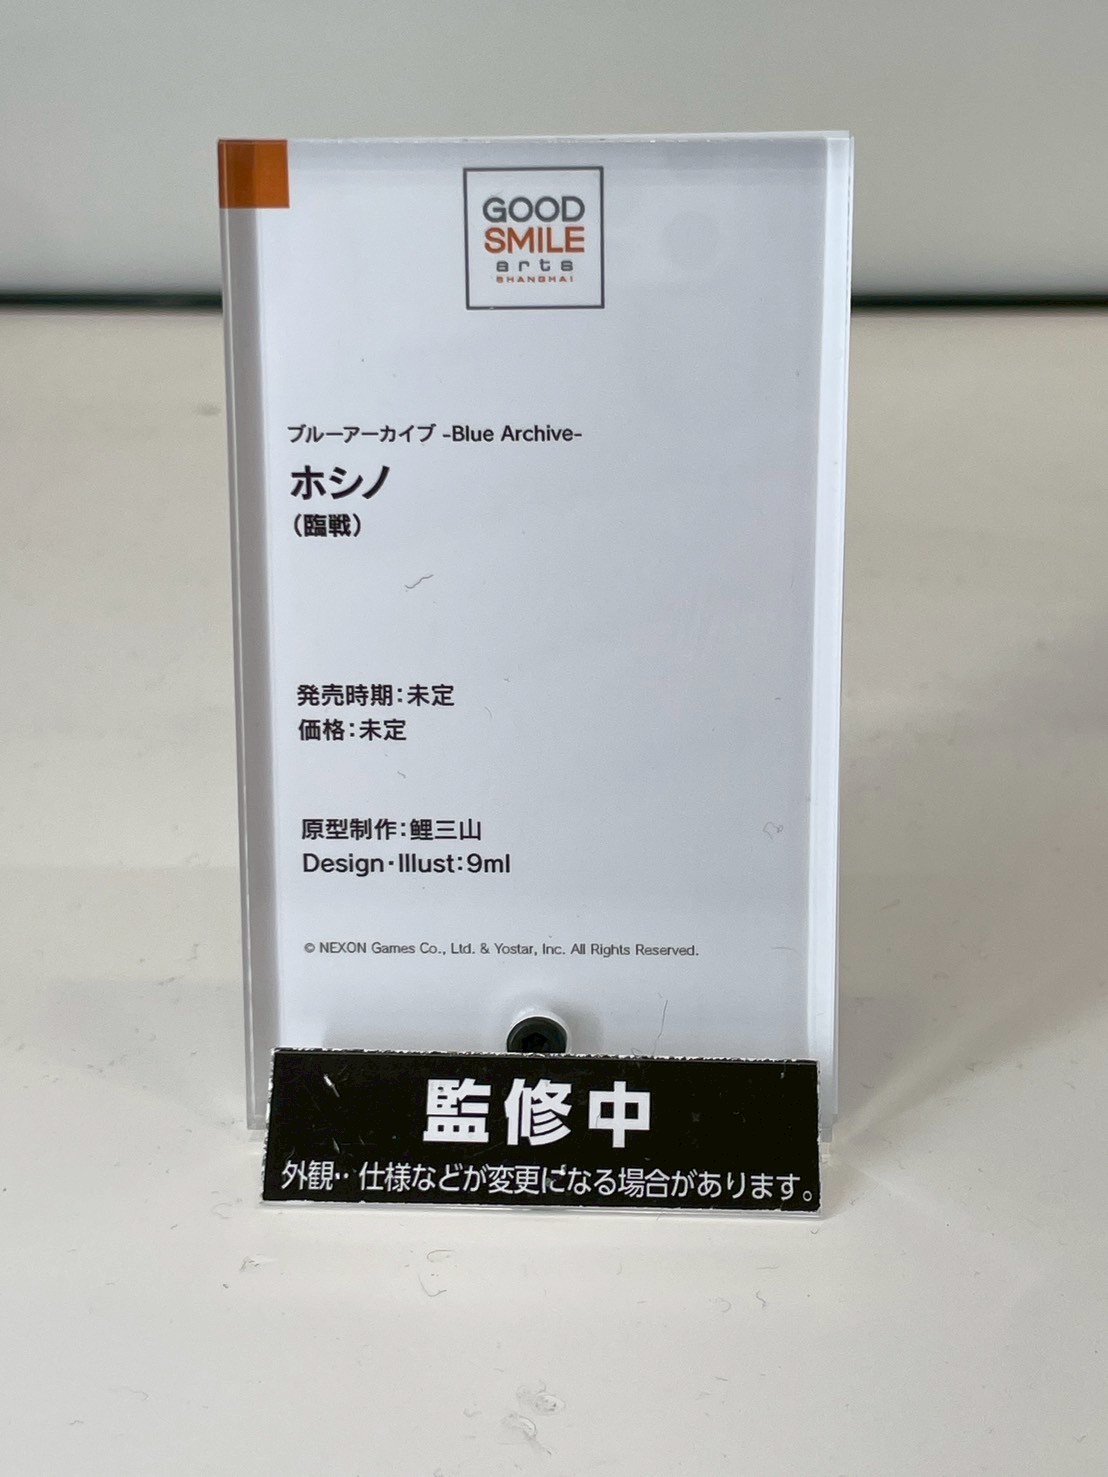 GOOD
SMILE
arts
SHANGHAI
ブルーアーカイブ -Blue Archive-
ホシノ
（臨戦）
発売時期：未定
価格：未定
原型制作：鯉三山
Design・Illust：9ml
© NEXON Games Co., Ltd. & Yostar, Inc. All Rights Reserved.
監修中
外観･･仕様などが変更になる場合があります。